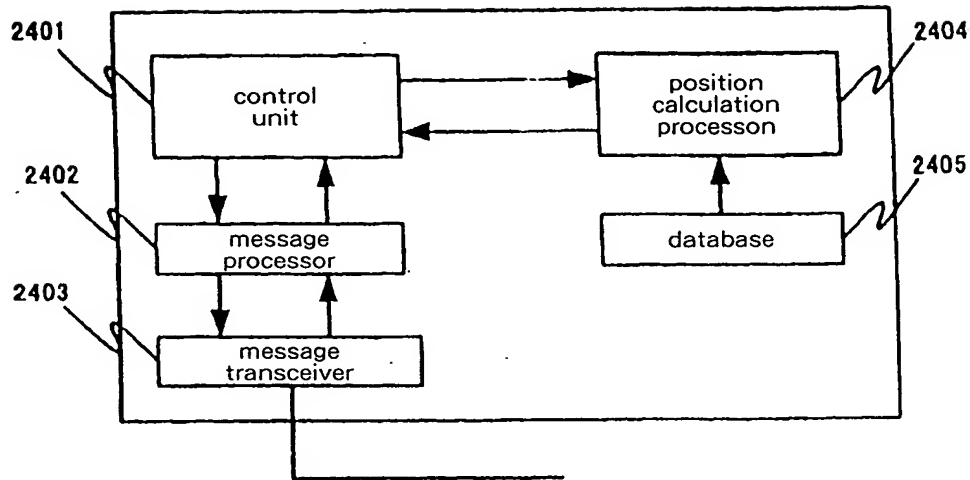 2401
control
unit
2404
position
calculation
processon
2402
message
processor
2405
database
2403
message
transceiver